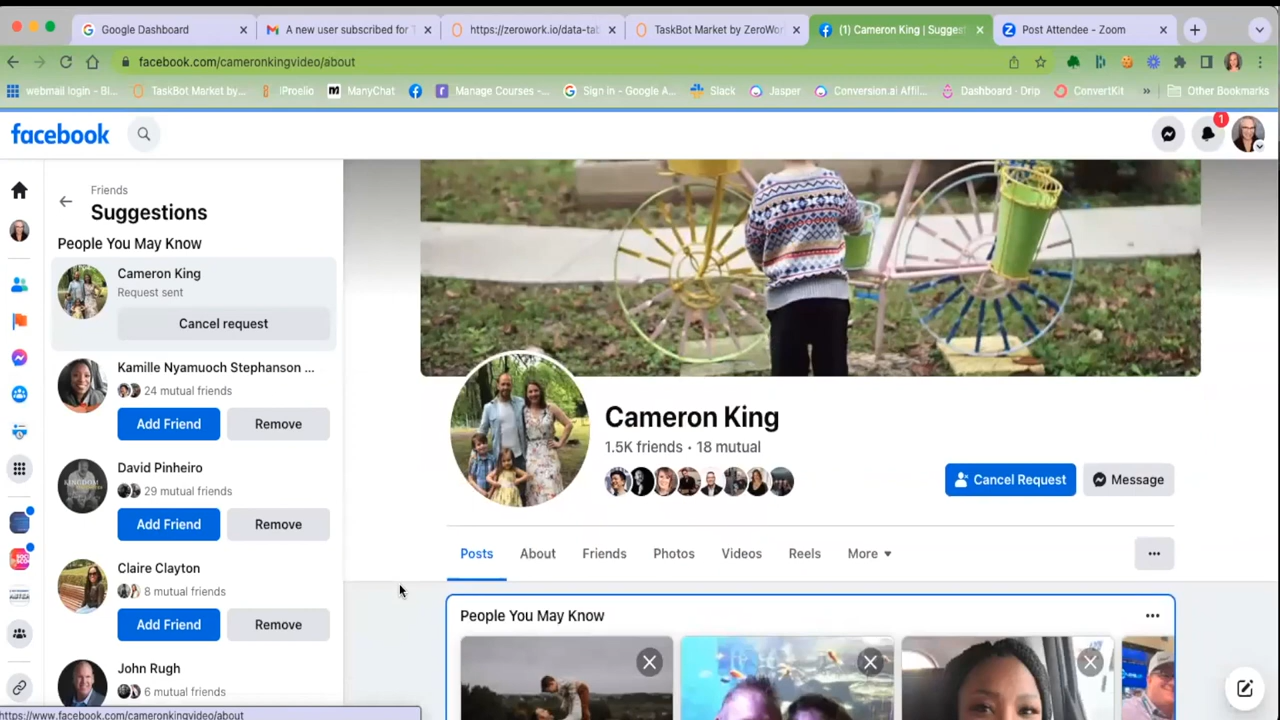 Google Dashboard
A new user subscribed for T
https://zerowork.io/data-tab
TaskBot Market by ZeroWor
(1) Cameron King | Suggest
Post Attendee - Zoom
facebook.com/cameronkingvideo/about
webmail login - Bl...
TaskBot Market by...
IProelio
ManyChat
Manage Courses -...
Sign in - Google A...
Slack
Jasper
Conversion.ai Affil...
Dashboard - Drip
ConvertKit
»
Other Bookmarks
facebook
1
Friends
Suggestions
People You May Know
Cameron King
Request sent
Cancel request
Kamille Nyamuoch Stephanson ...
24 mutual friends
Add Friend
Remove
David Pinheiro
29 mutual friends
Add Friend
Remove
Claire Clayton
8 mutual friends
Add Friend
Remove
John Rugh
6 mutual friends
Cameron King
1.5K friends · 18 mutual
Cancel Request
Message
Posts
About
Friends
Photos
Videos
Reels
More
People You May Know
https://www.facebook.com/cameronkingvideo/about